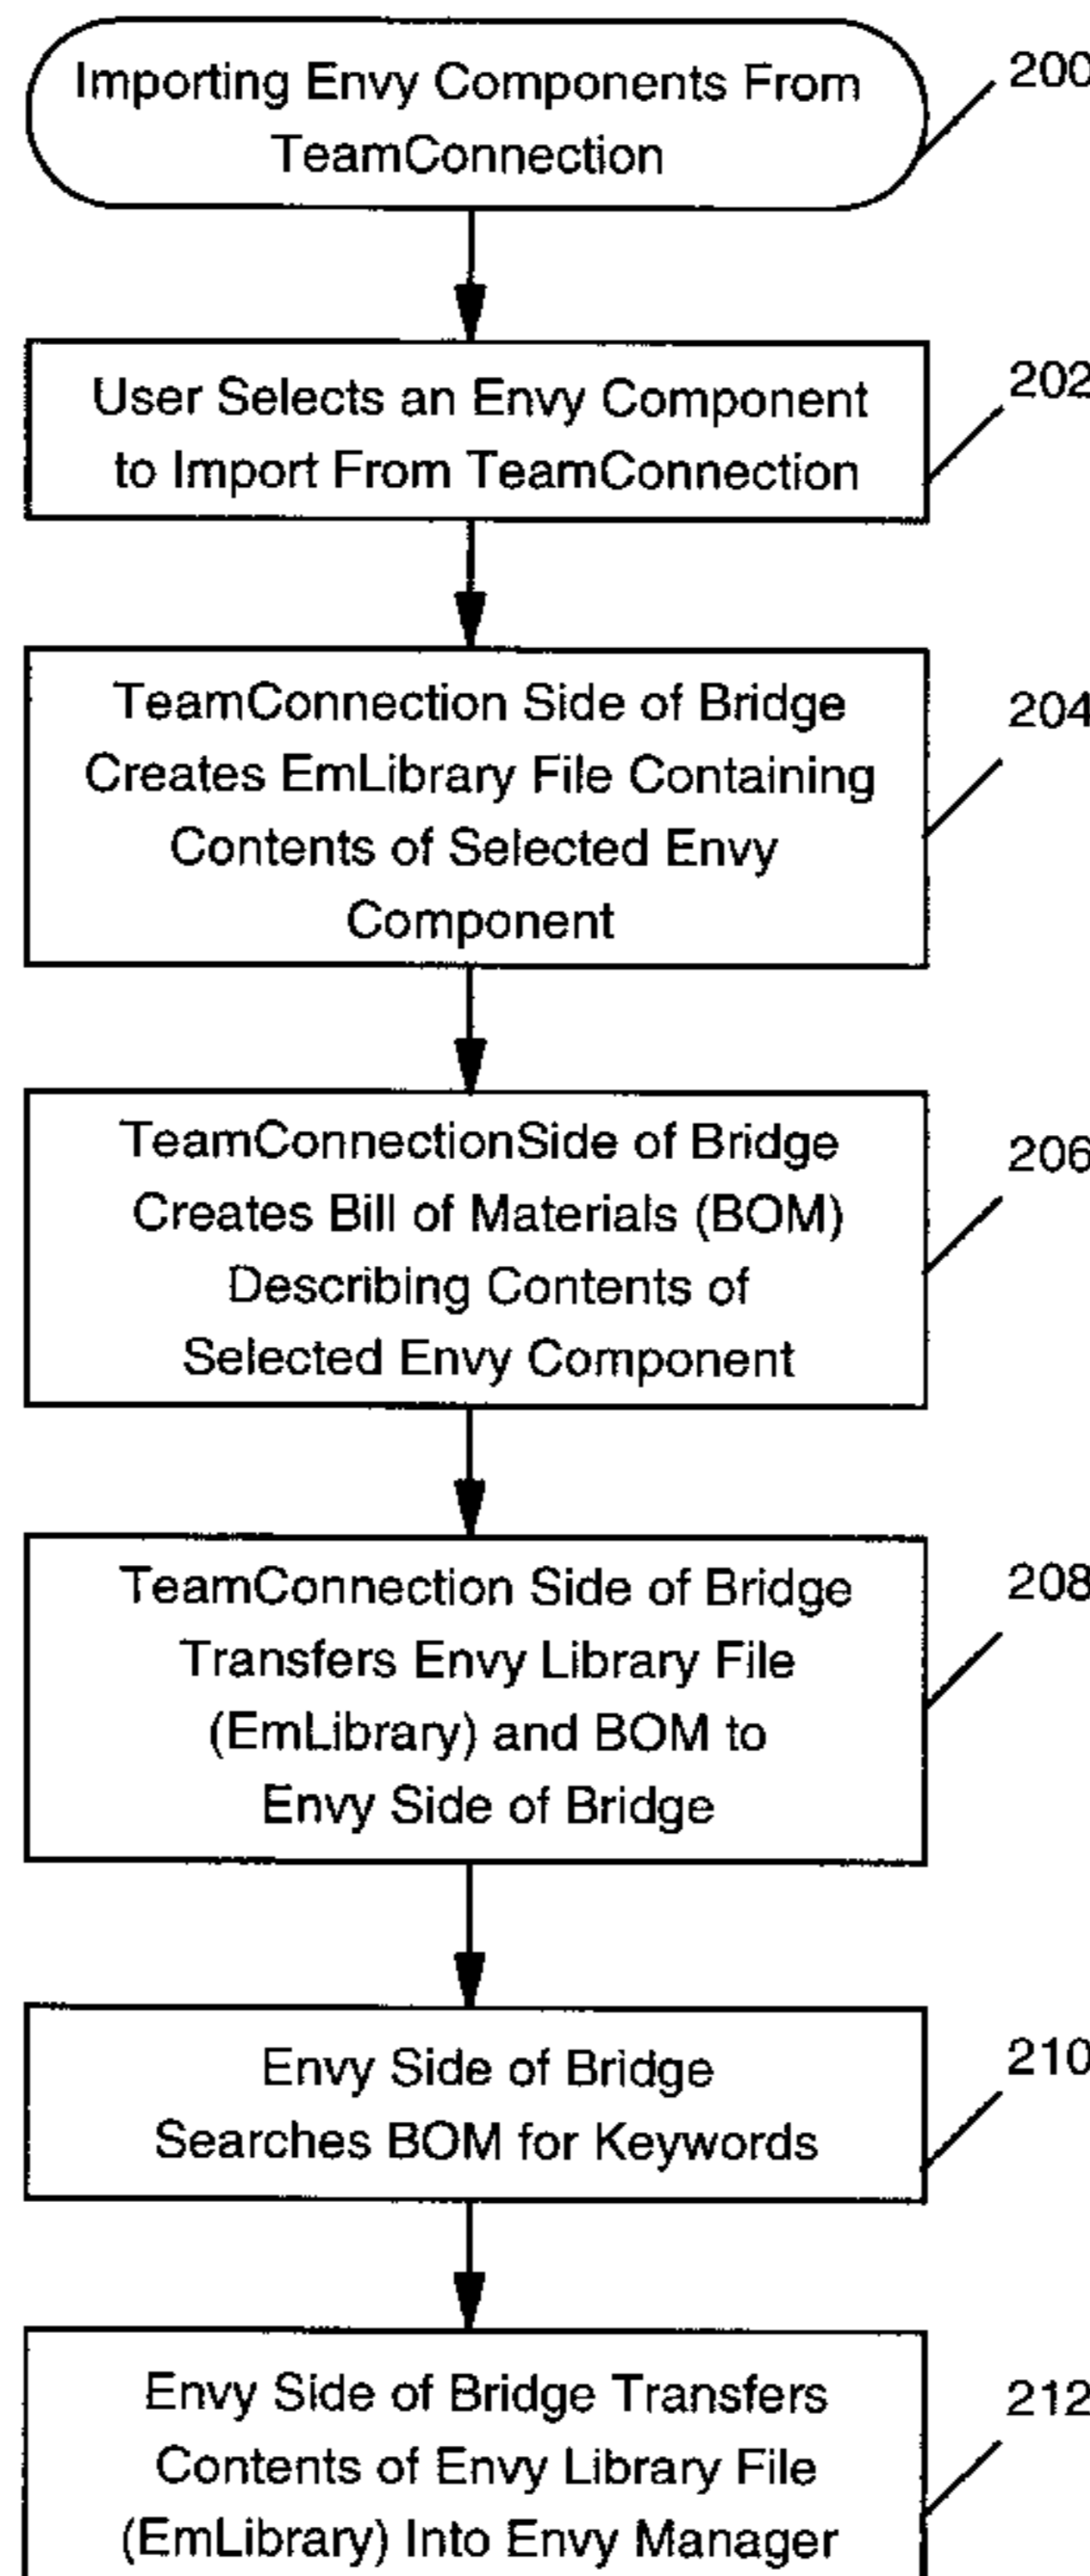 Importing Envy Components From
TeamConnection
200
User Selects an Envy Component
to Import From TeamConnection
202
TeamConnection Side of Bridge
Creates EmLibrary File Containing
Contents of Selected Envy
Component
204
TeamConnectionSide of Bridge
Creates Bill of Materials (BOM)
Describing Contents of
Selected Envy Component
206
TeamConnection Side of Bridge
Transfers Envy Library File
(EmLibrary) and BOM to
Envy Side of Bridge
208
Envy Side of Bridge
Searches BOM for Keywords
210
Envy Side of Bridge Transfers
Contents of Envy Library File
(EmLibrary) Into Envy Manager
212